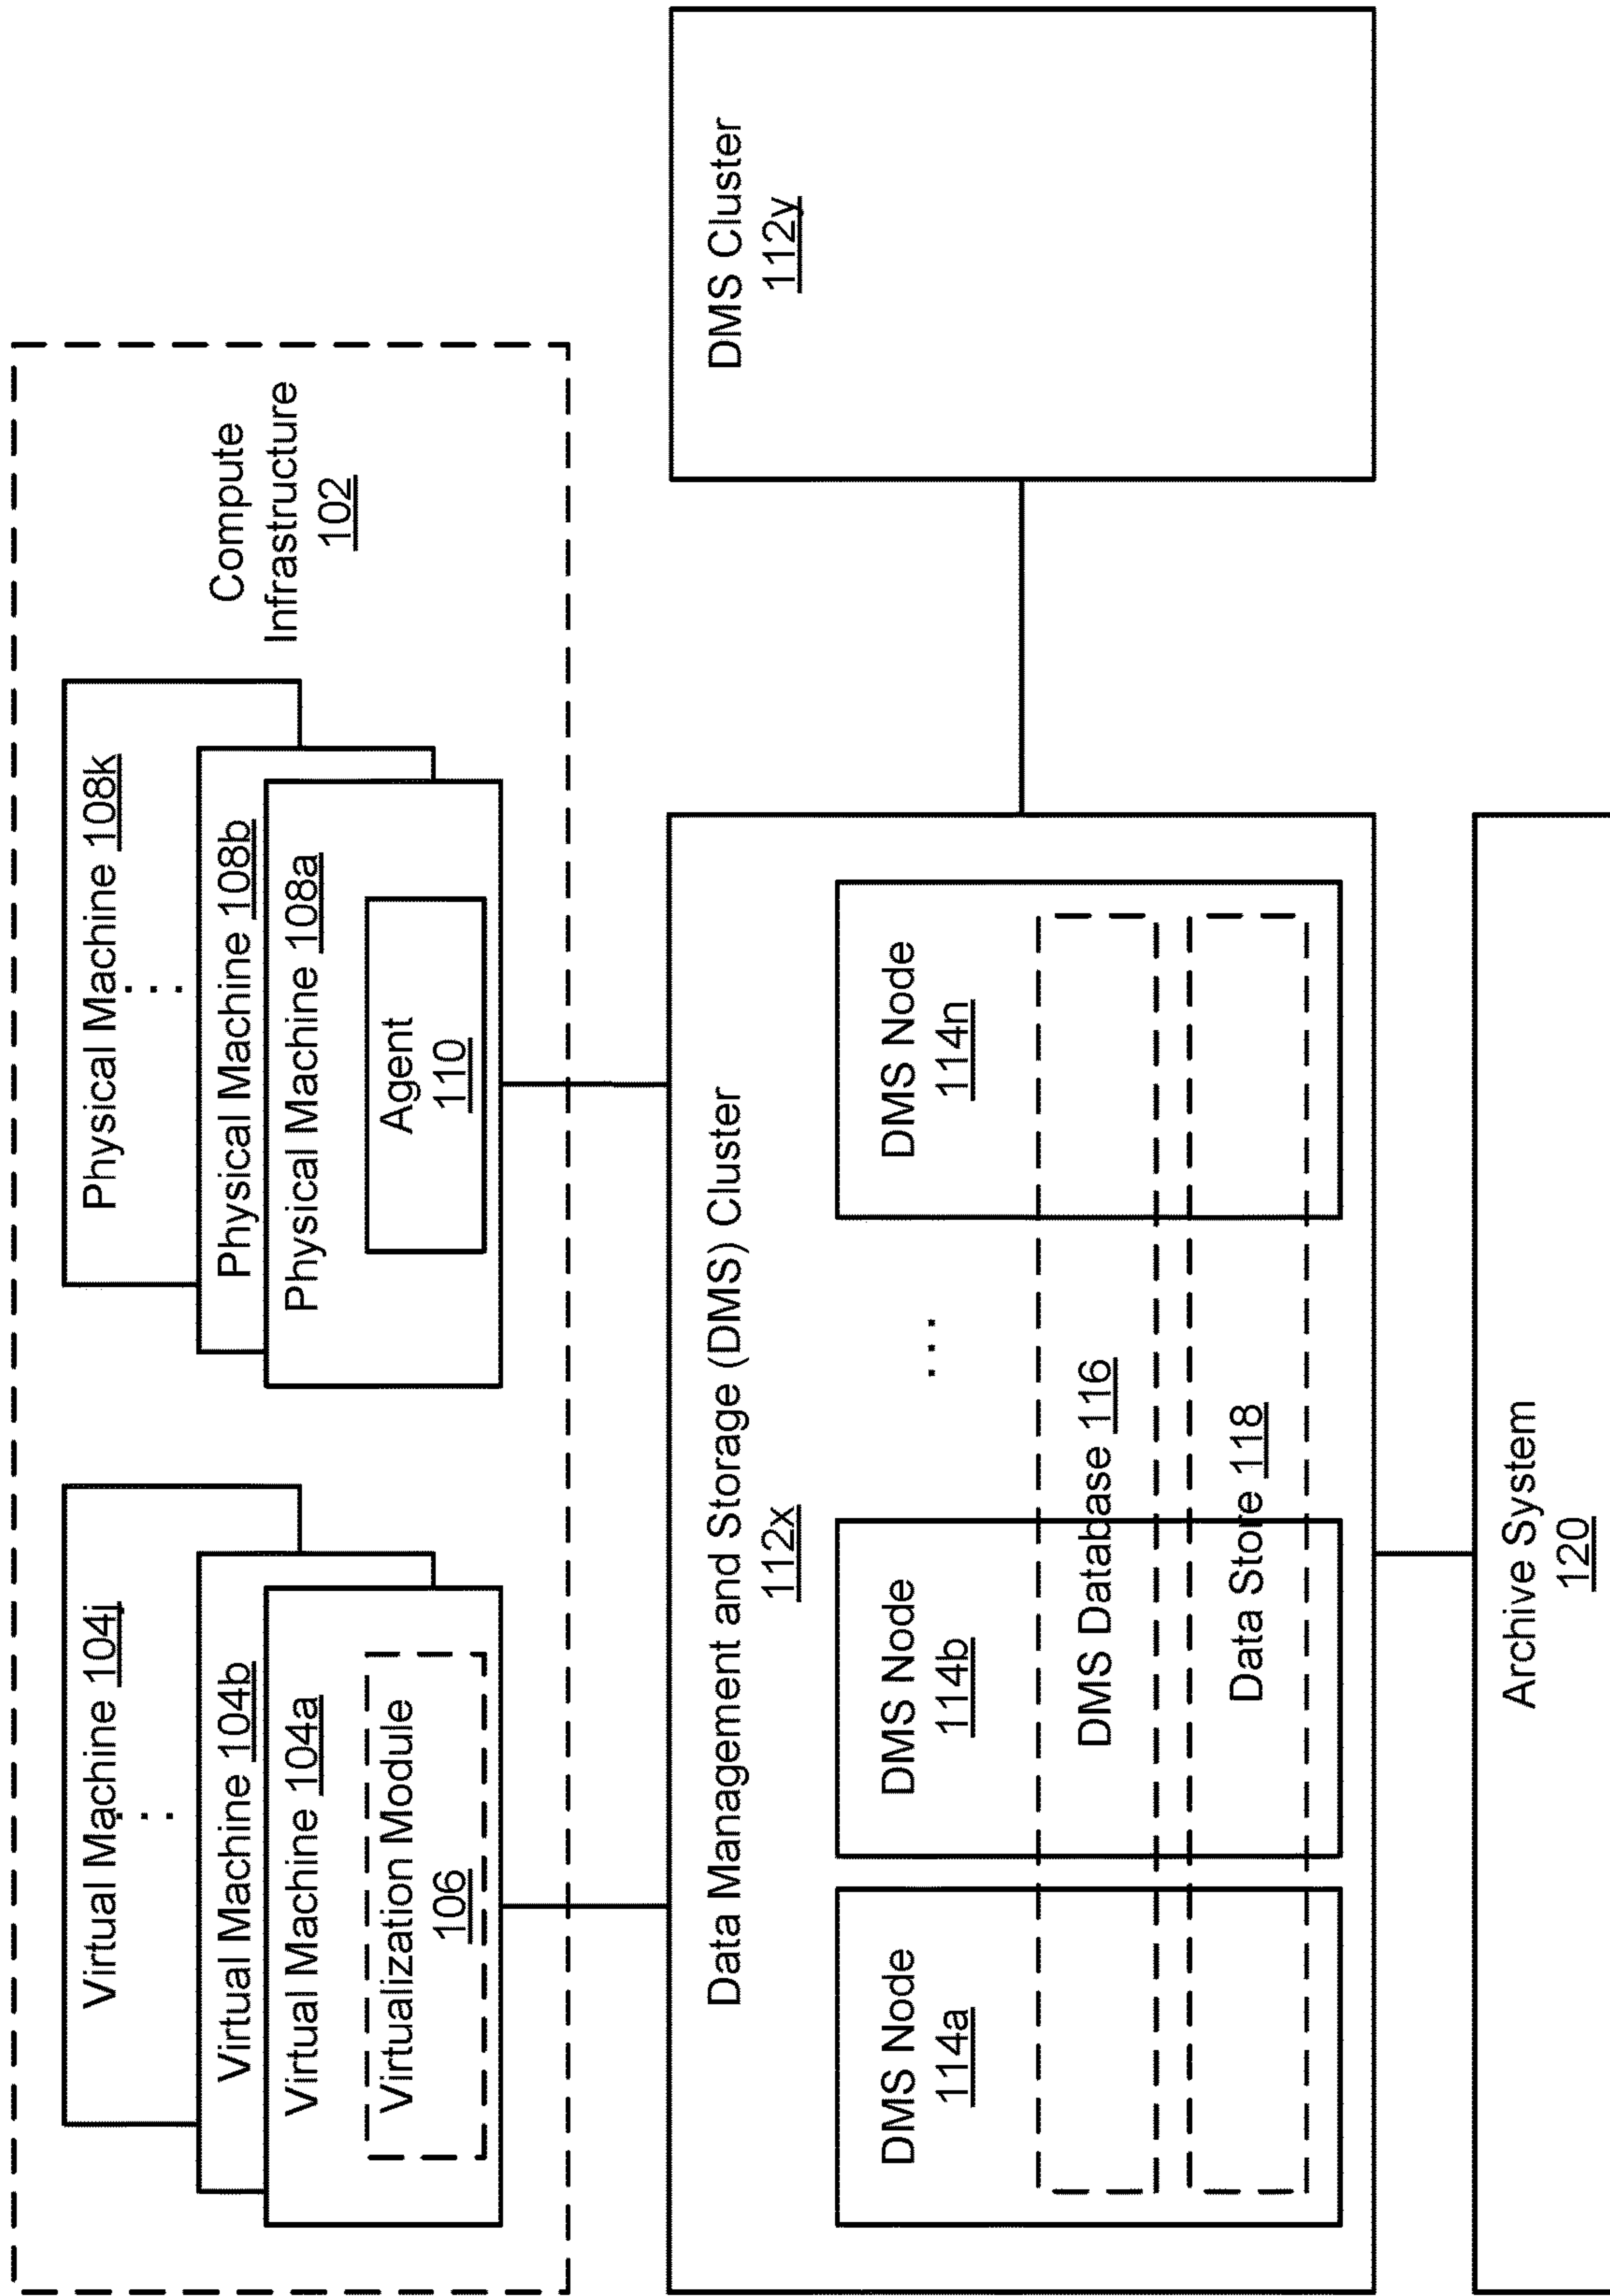 Virtual Machine 104j
...
Virtual Machine 104b
Virtual Machine 104a
Virtualization Module
106
Physical Machine 108k
...
Physical Machine 108b
Physical Machine 108a
Agent
110
Compute
Infrastructure
102
Data Management and Storage (DMS) Cluster
112x
DMS Node
114a
DMS Node
114b
...
DMS Node
114n
DMS Database 116
Data Store 118
DMS Cluster
112y
Archive System
120